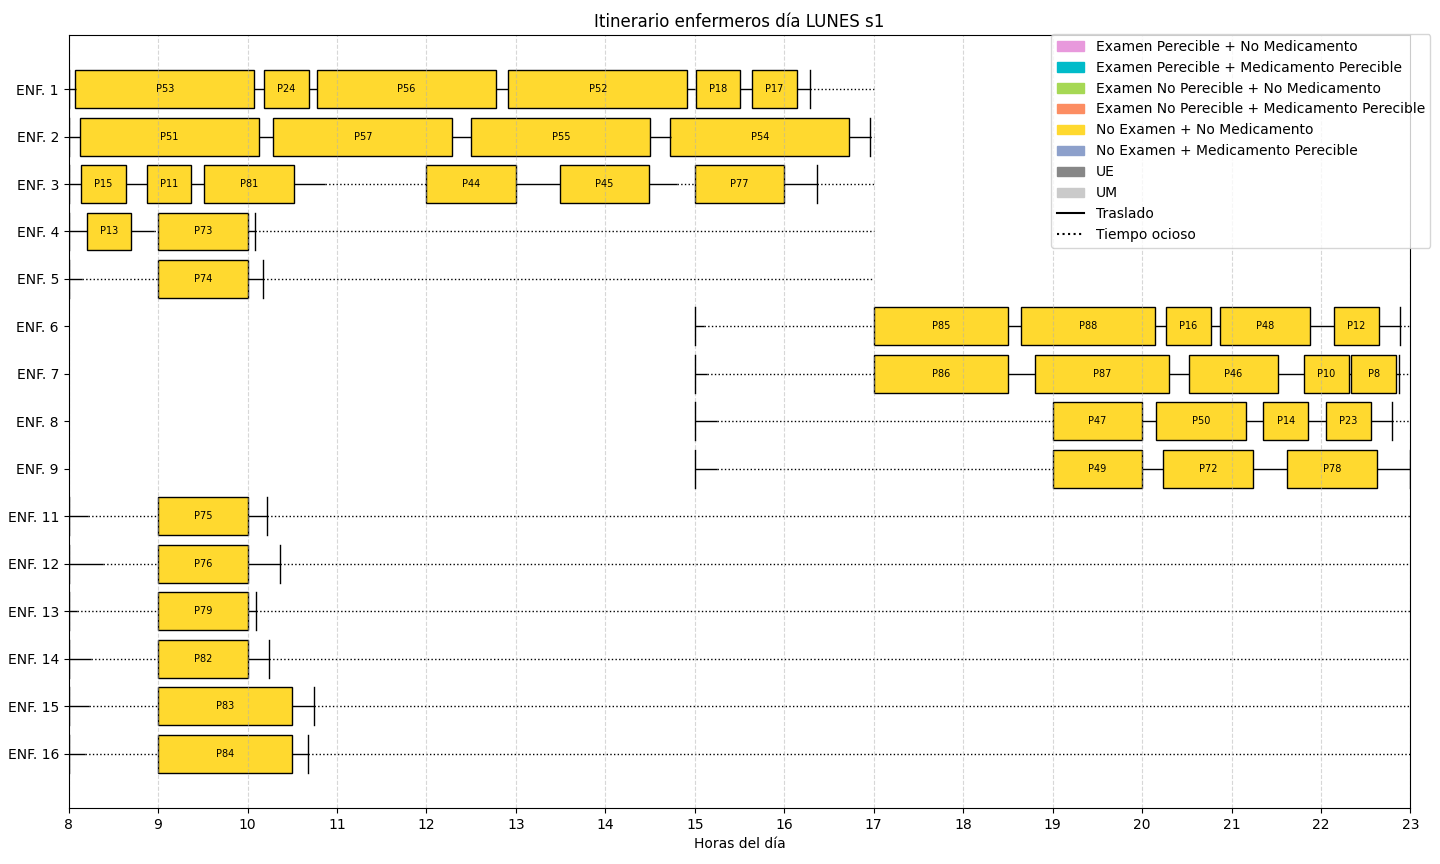 Itinerario enfermeros día LUNES s1
Examen Perecible + No Medicamento
Examen Perecible + Medicamento Perecible
Examen No Perecible + No Medicamento
Examen No Perecible + Medicamento Perecible
No Examen + No Medicamento
No Examen + Medicamento Perecible
UE
UM
Traslado
Tiempo ocioso
ENF. 1 P53 P24 P56 P52 P18 P17
ENF. 2 P51 P57 P55 P54
ENF. 3 P15 P11 P81 P44 P45 P77
ENF. 4 P13 P73
ENF. 5 P74
ENF. 6 P85 P88 P16 P48 P12
ENF. 7 P86 P87 P46 P10 P8
ENF. 8 P47 P50 P14 P23
ENF. 9 P49 P72 P78
ENF. 11 P75
ENF. 12 P76
ENF. 13 P79
ENF. 14 P82
ENF. 15 P83
ENF. 16 P84
8 9 10 11 12 13 14 15 16 17 18 19 20 21 22 23
Horas del día